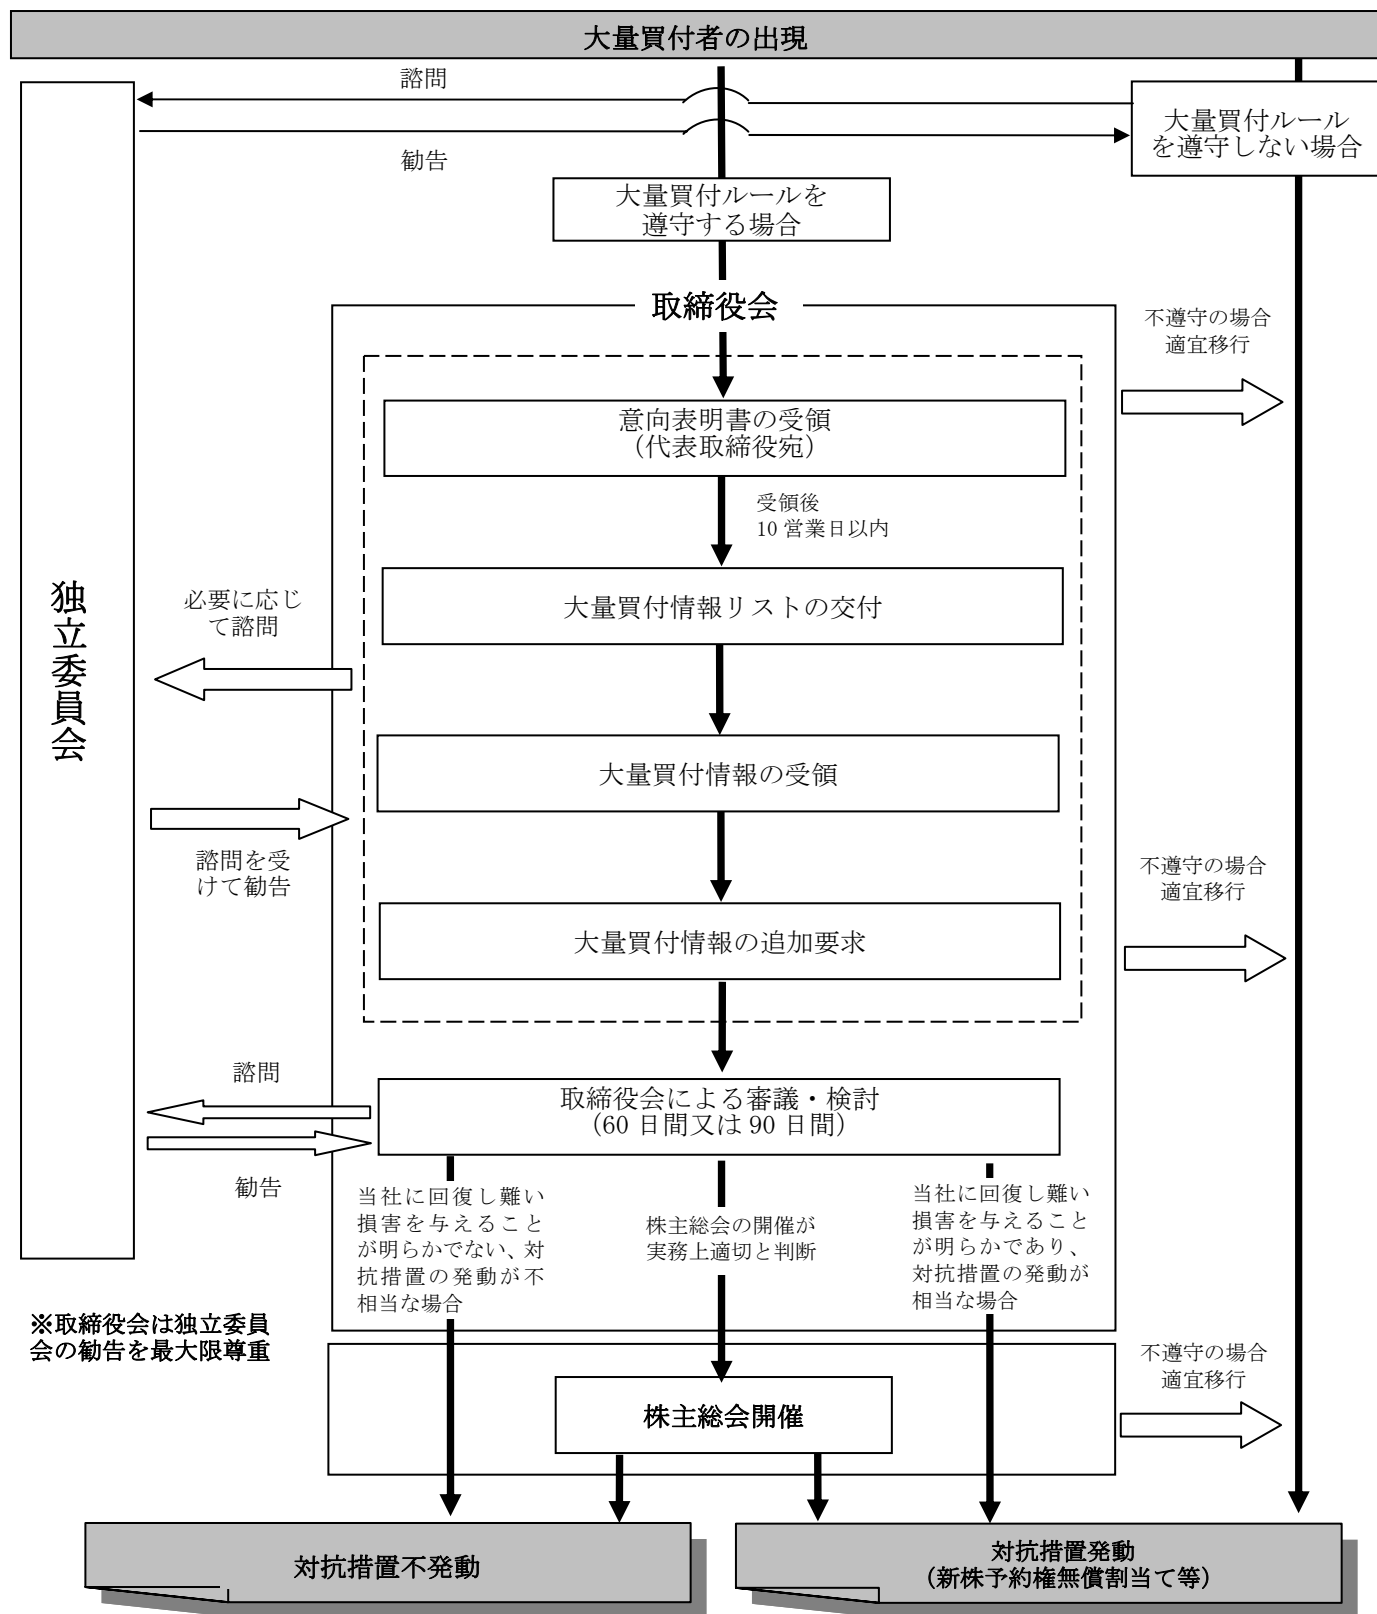 大量買付者の出現
諮問
大量買付ルール
を遵守しない場合
勧告
大量買付ルールを
遵守する場合
取締役会
不遵守の場合
適宜移行
意向表明書の受領
（代表取締役宛）
受領後
10 営業日以内
大量買付情報リストの交付
必要に応じ
て諮問
独立委員会
大量買付情報の受領
諮問を受
けて勧告
不遵守の場合
適宜移行
大量買付情報の追加要求
諮問
取締役会による審議・検討
（60 日間又は 90 日間）
勧告
当社に回復し難い
損害を与えること
が明らかでない、対
抗措置の発動が不
相当な場合
株主総会の開催が
実務上適切と判断
当社に回復し難い
損害を与えること
が明らかであり、
対抗措置の発動が
相当な場合
※取締役会は独立委員
会の勧告を最大限尊重
不遵守の場合
適宜移行
株主総会開催
対抗措置不発動
対抗措置発動
（新株予約権無償割当て等）